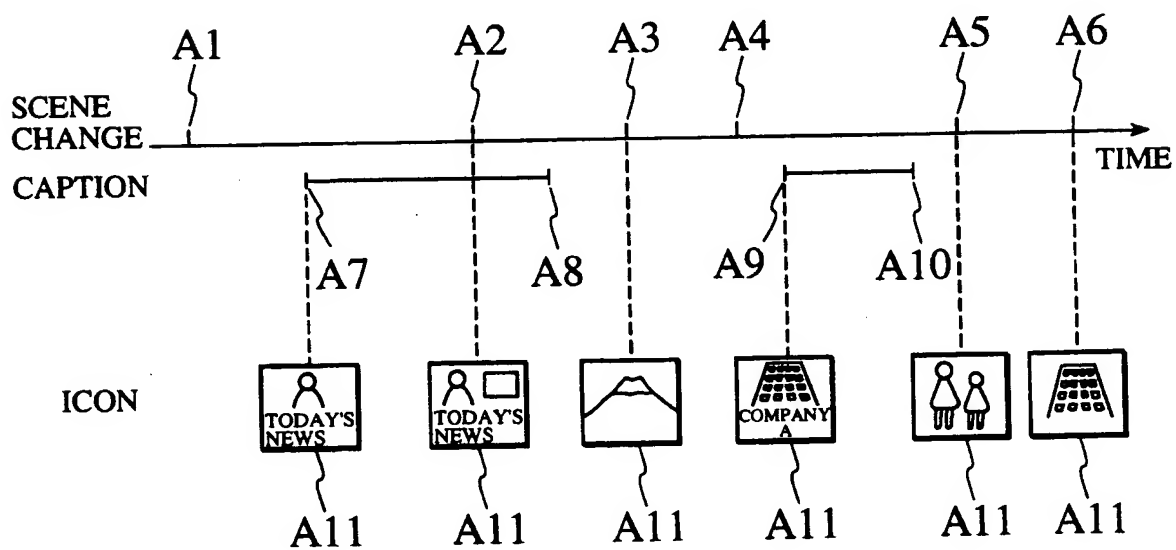 A1
A2
A3
A4
A5
A6
SCENE
CHANGE
TIME
CAPTION
A7
A8
A9
A10
ICON
TODAY'S
NEWS
TODAY'S
NEWS
COMPANY
A
A11
A11
A11
A11
A11
A11